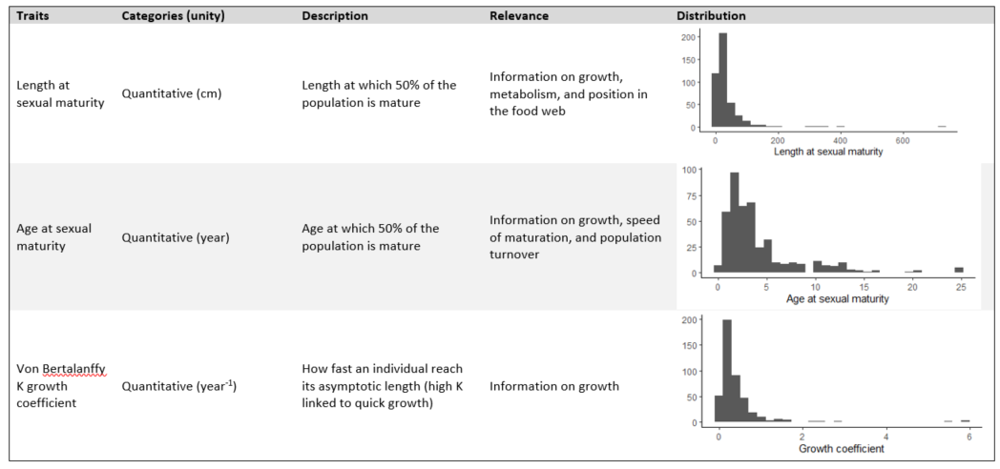 Traits Categories (unity) Description Relevance Distribution
Length at
sexual maturity
Quantitative (cm)
Length at which 50% of the
population is mature
Information on growth,
metabolism, and position in
the food web
200
150
100
50
0
0 200 400 600
Length at sexual maturity
Age at sexual
maturity
Quantitative (year)
Age at which 50% of the
population is mature
Information on growth, speed
of maturation, and population
turnover
100
75
50
25
0
0 5 10 15 20 25
Age at sexual maturity
Von Bertalanffy
K growth
coefficient
Quantitative (year-1)
How fast an individual reach
its asymptotic length (high K
linked to quick growth)
Information on growth
200
150
100
50
0
0 2 4 6
Growth coefficient